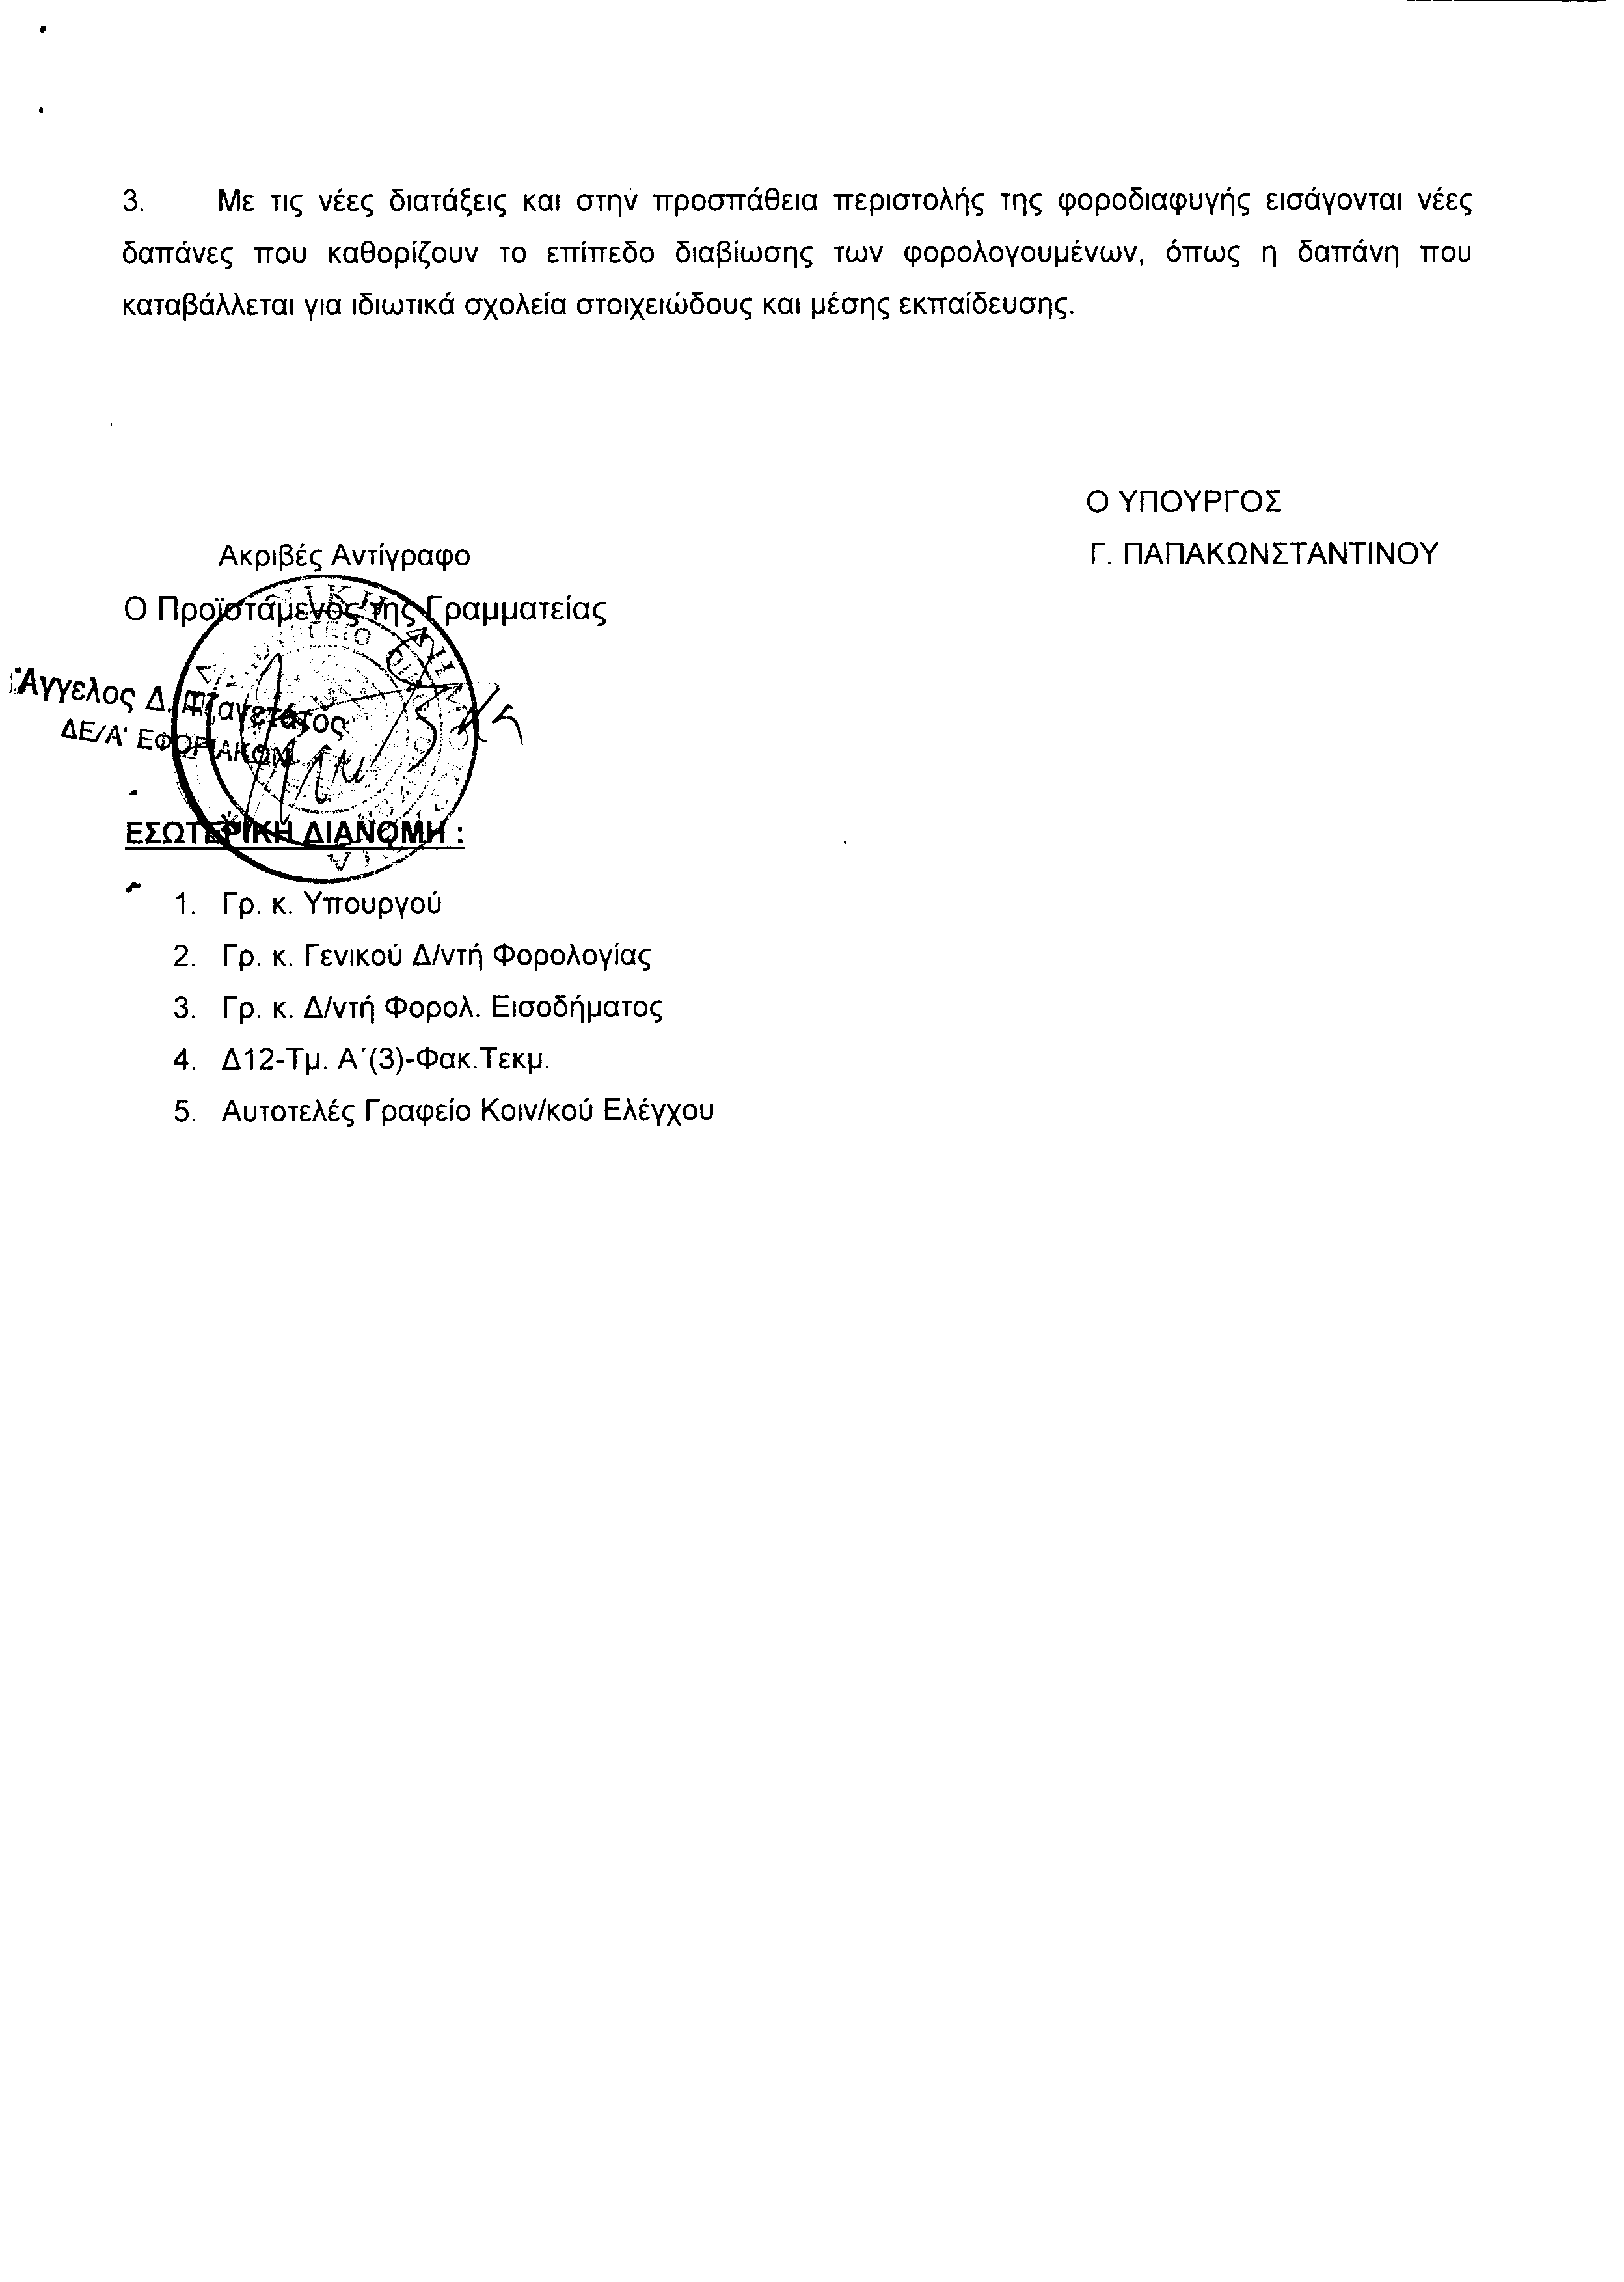 3. Με τις νέες διατάξεις και στην προσπάθεια περιστολής της φοροδιαφυγής εισάγονται νέες
δαπάνες που καθορίζουν το επίπεδο διαβίωσης των φορολογουμένων, όπως η δαπάνη που
καταβάλλεται για ιδιωτικά σχολεία στοιχειώδους και μέσης εκπαίδευσης.
Ο ΥΠΟΥΡΓΟΣ
Γ. ΠΑΠΑΚΩΝΣΤΑΝΤΙΝΟΥ
Ακριβές Αντίγραφο
Ο Προϊστάμενος της Γραμματείας
Άγγελος Δ.
ΔΕ/Α' ΕΦΟΡΙΑΚΩΝ
ΕΣΩΤΕΡΙΚΗ ΔΙΑΝΟΜΗ :
1. Γρ. κ. Υπουργού
2. Γρ. κ. Γενικού Δ/ντή Φορολογίας
3. Γρ. κ. Δ/ντή Φορολ. Εισοδήματος
4. Δ12-Τμ. Α΄(3)-Φακ.Τεκμ.
5. Αυτοτελές Γραφείο Κοιν/κού Ελέγχου